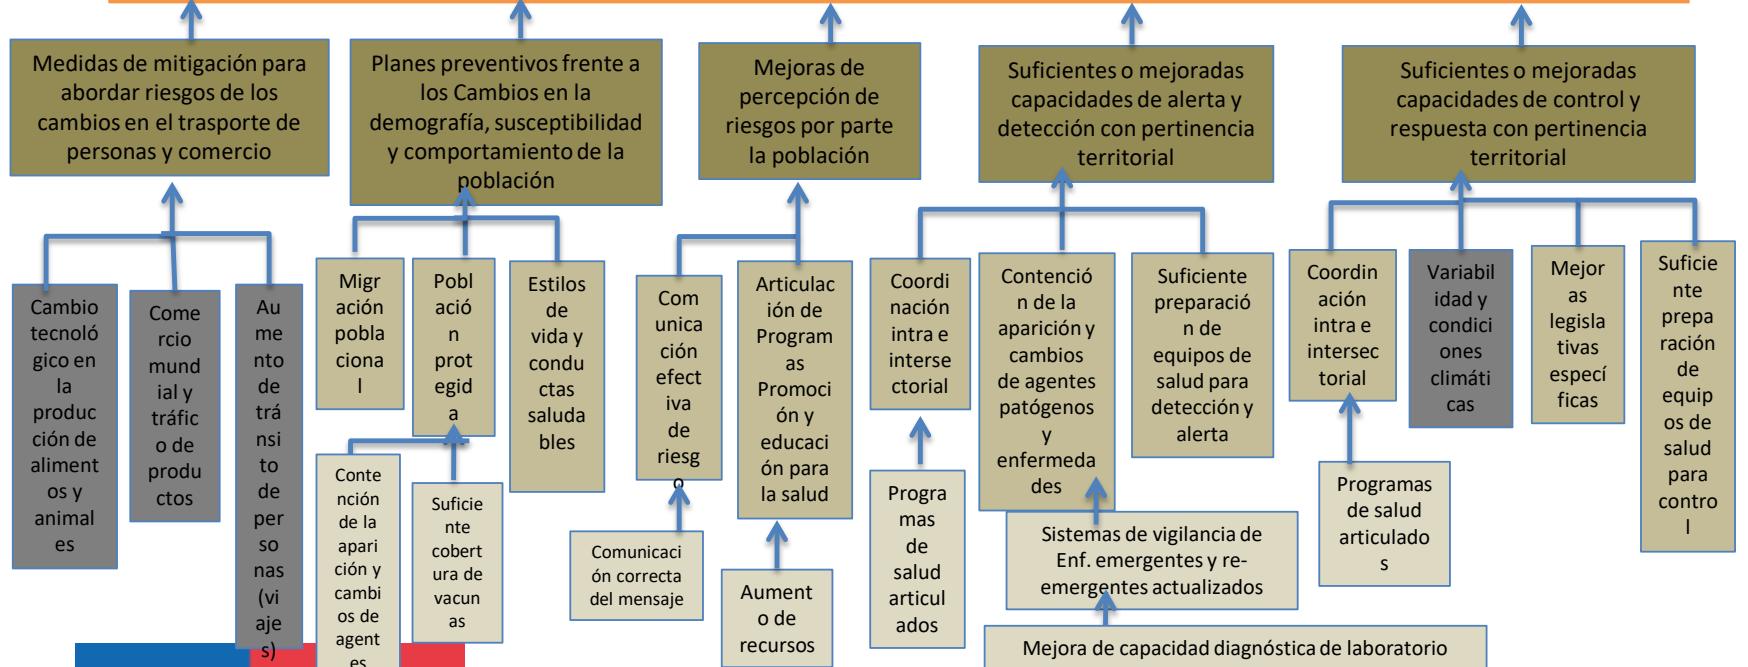 Medidas de mitigación para
abordar riesgos de los
cambios en el trasporte de
personas y comercio
Planes preventivos frente a
los Cambios en la
demografía, susceptibilidad
y comportamiento de la
población
Mejoras de
percepción de
riesgos por parte
la población
Suficientes o mejoradas
capacidades de alerta y
detección con pertinencia
territorial
Suficientes o mejoradas
capacidades de control y
respuesta con pertinencia
territorial
Cambio
tecnoló
gico en
la
produc
ción de
aliment
os y
animal
es
Come
rcio
mund
ial y
tráfic
o de
produ
ctos
Au
me
nto
de
trá
nsi
to
de
per
so
nas
(vi
aje
s)
Migr
ación
pobla
ciona
l
Pobl
ació
n
prot
egid
a
Estilos
de
vida y
condu
ctas
saluda
bles
Com
unica
ción
efect
iva
de
riesg
o
Articulac
ión de
Program
as
Promoci
ón y
educaci
ón para
la salud
Coordi
nación
intra e
interse
ctorial
Contenció
n de la
aparición y
cambios
de agentes
patógenos
y
enfermeda
des
Suficiente
preparació
n de
equipos de
salud para
detección y
alerta
Coordin
ación
intra e
intersec
torial
Variabil
idad y
condici
ones
climáti
cas
Mejor
as
legisla
tivas
especí
ficas
Suficie
nte
prepa
ración
de
equip
os de
salud
para
contro
l
Conte
nción
de la
apari
ción y
cambi
os de
agent
es
Suficie
nte
cobert
ura de
vacun
as
Comunicaci
ón correcta
del mensaje
Aument
o de
recursos
Progra
mas
de
salud
articul
ados
Sistemas de vigilancia de
Enf. emergentes y re-
emergentes actualizados
Mejora de capacidad diagnóstica de laboratorio
Programas
de salud
articulado
s